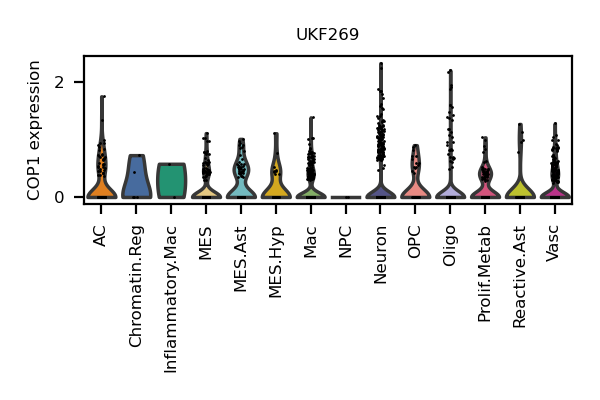 UKF269
COP1 expression
2
0
AC
Chromatin.Reg
Inflammatory.Mac
MES
MES.Ast
MES.Hyp
Mac
NPC
Neuron
OPC
Oligo
Prolif.Metab
Reactive.Ast
Vasc